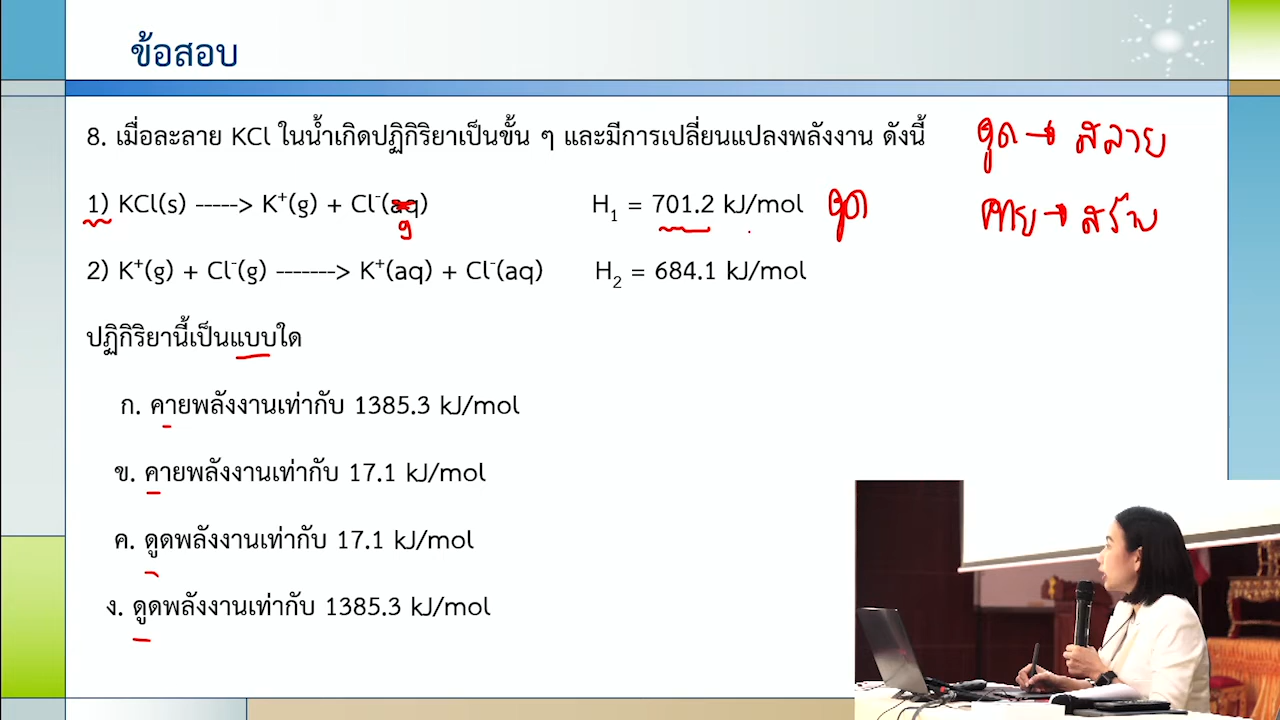 ข้อสอบ
8. เมื่อละลาย KCl ในน้ำเกิดปฏิกิริยาเป็นขั้น ๆ และมีการเปลี่ยนแปลงพลังงาน ดังนี้
ดูด → สลาย
1) KCl(s) -----> K⁺(g) + Cl⁻(aq) H₁ = 701.2 kJ/mol ดูด
g
คาย → สร้าง
2) K⁺(g) + Cl⁻(g) -------> K⁺(aq) + Cl⁻(aq) H₂ = 684.1 kJ/mol
ปฏิกิริยานี้เป็นแบบใด
ก. คายพลังงานเท่ากับ 1385.3 kJ/mol
ข. คายพลังงานเท่ากับ 17.1 kJ/mol
ค. ดูดพลังงานเท่ากับ 17.1 kJ/mol
ง. ดูดพลังงานเท่ากับ 1385.3 kJ/mol